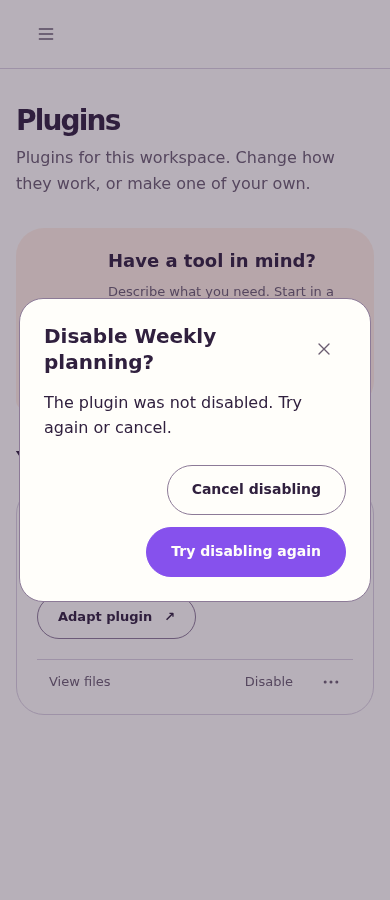 Plugins
Plugins for this workspace. Change how
they work, or make one of your own.
Have a tool in mind?
Describe what you need. Start in a
Disable Weekly
planning?
The plugin was not disabled. Try
again or cancel.
Cancel disabling
Try disabling again
Adapt plugin ↗
View files
Disable